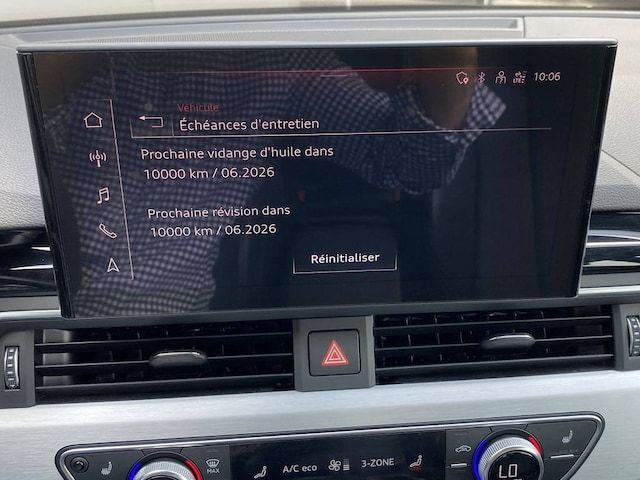 10:06
Véhicule
Échéances d'entretien
Prochaine vidange d'huile dans
10000 km / 06.2026
Prochaine révision dans
10000 km / 06.2026
Réinitialiser
MAX
A/C eco
3-ZONE
LO